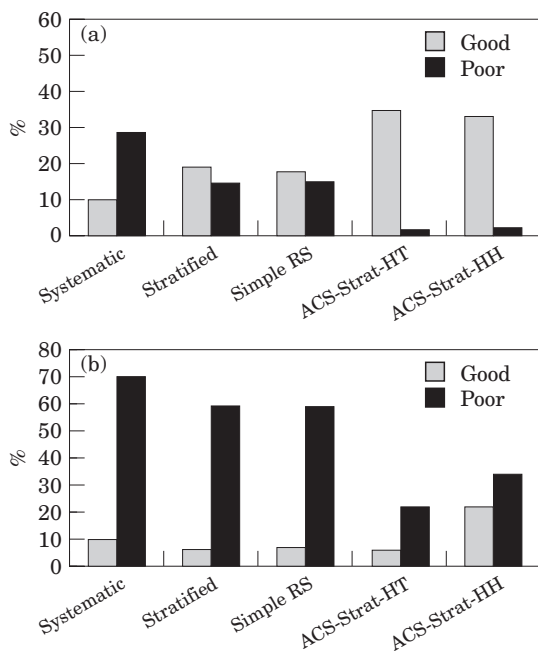 (a)
Good
Poor
60
50
40
30
20
10
0
%
Systematic
Stratified
Simple RS
ACS-Strat-HT
ACS-Strat-HH
(b)
Good
Poor
80
70
60
50
40
30
20
10
0
%
Systematic
Stratified
Simple RS
ACS-Strat-HT
ACS-Strat-HH